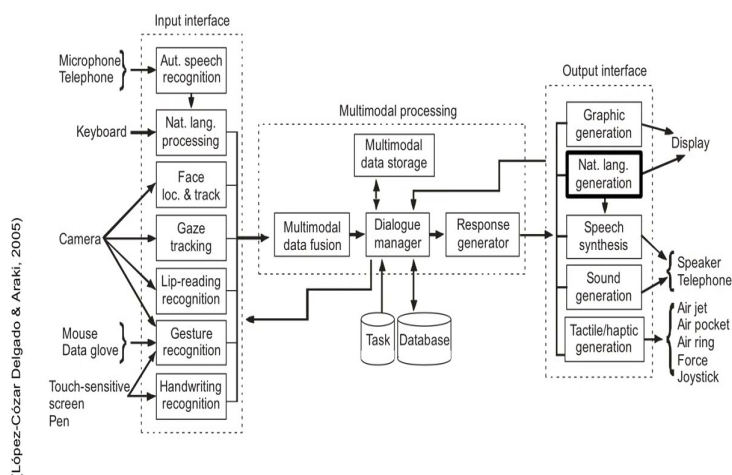 Input interface
Microphone
Telephone
Aut. speech
recognition
Keyboard
Nat. lang.
processing
Face
loc. & track
Camera
Gaze
tracking
Lip-reading
recognition
Mouse
Data glove
Gesture
recognition
Touch-sensitive
screen
Pen
Handwriting
recognition
Multimodal processing
Multimodal
data storage
Multimodal
data fusion
Dialogue
manager
Response
generator
Task
Database
Output interface
Graphic
generation
Display
Nat. lang.
generation
Speech
synthesis
Speaker
Telephone
Sound
generation
Tactile/haptic
generation
Air jet
Air pocket
Air ring
Force
Joystick
(López-Cózar Delgado & Araki, 2005)